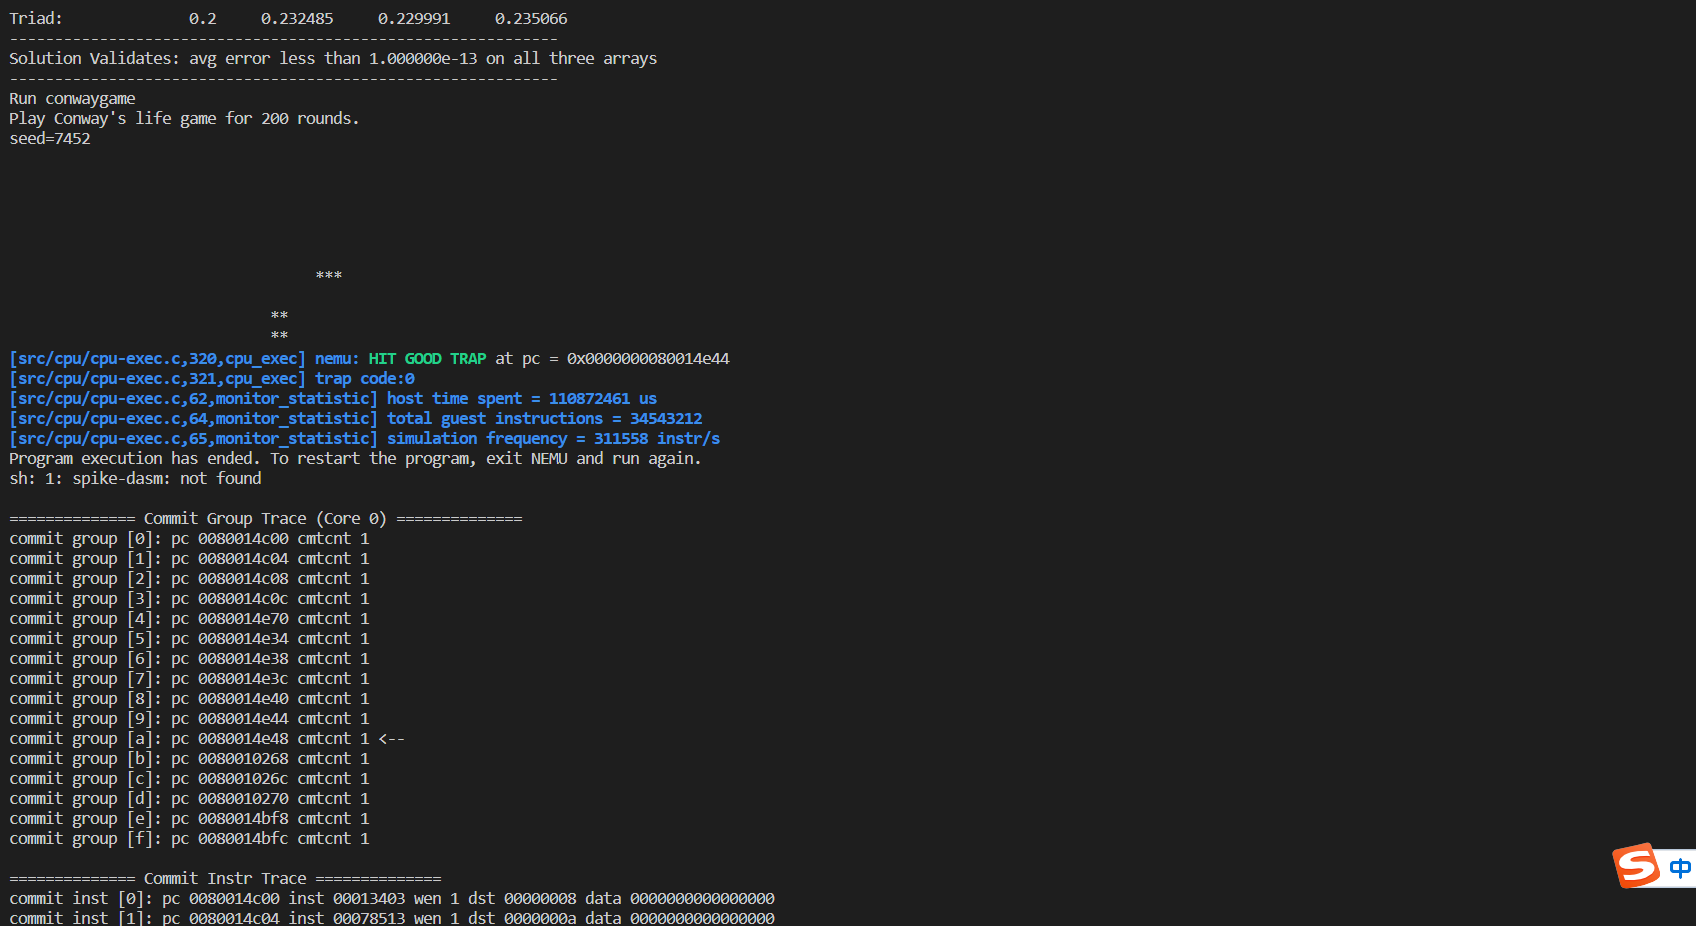 Triad:              0.2     0.232485     0.229991     0.235066
-------------------------------------------------------------
Solution Validates: avg error less than 1.000000e-13 on all three arrays
-------------------------------------------------------------
Run conwaygame
Play Conway's life game for 200 rounds.
seed=7452
***
**
**
[src/cpu/cpu-exec.c,320,cpu_exec] nemu: HIT GOOD TRAP at pc = 0x0000000080014e44
[src/cpu/cpu-exec.c,321,cpu_exec] trap code:0
[src/cpu/cpu-exec.c,62,monitor_statistic] host time spent = 110872461 us
[src/cpu/cpu-exec.c,64,monitor_statistic] total guest instructions = 34543212
[src/cpu/cpu-exec.c,65,monitor_statistic] simulation frequency = 311558 instr/s
Program execution has ended. To restart the program, exit NEMU and run again.
sh: 1: spike-dasm: not found
============== Commit Group Trace (Core 0) ==============
commit group [0]: pc 0080014c00 cmtcnt 1
commit group [1]: pc 0080014c04 cmtcnt 1
commit group [2]: pc 0080014c08 cmtcnt 1
commit group [3]: pc 0080014c0c cmtcnt 1
commit group [4]: pc 0080014e70 cmtcnt 1
commit group [5]: pc 0080014e34 cmtcnt 1
commit group [6]: pc 0080014e38 cmtcnt 1
commit group [7]: pc 0080014e3c cmtcnt 1
commit group [8]: pc 0080014e40 cmtcnt 1
commit group [9]: pc 0080014e44 cmtcnt 1
commit group [a]: pc 0080014e48 cmtcnt 1 <--
commit group [b]: pc 0080010268 cmtcnt 1
commit group [c]: pc 008001026c cmtcnt 1
commit group [d]: pc 0080010270 cmtcnt 1
commit group [e]: pc 0080014bf8 cmtcnt 1
commit group [f]: pc 0080014bfc cmtcnt 1
============== Commit Instr Trace ==============
commit inst [0]: pc 0080014c00 inst 00013403 wen 1 dst 00000008 data 0000000000000000
commit inst [1]: pc 0080014c04 inst 00078513 wen 1 dst 0000000a data 0000000000000000
S 中